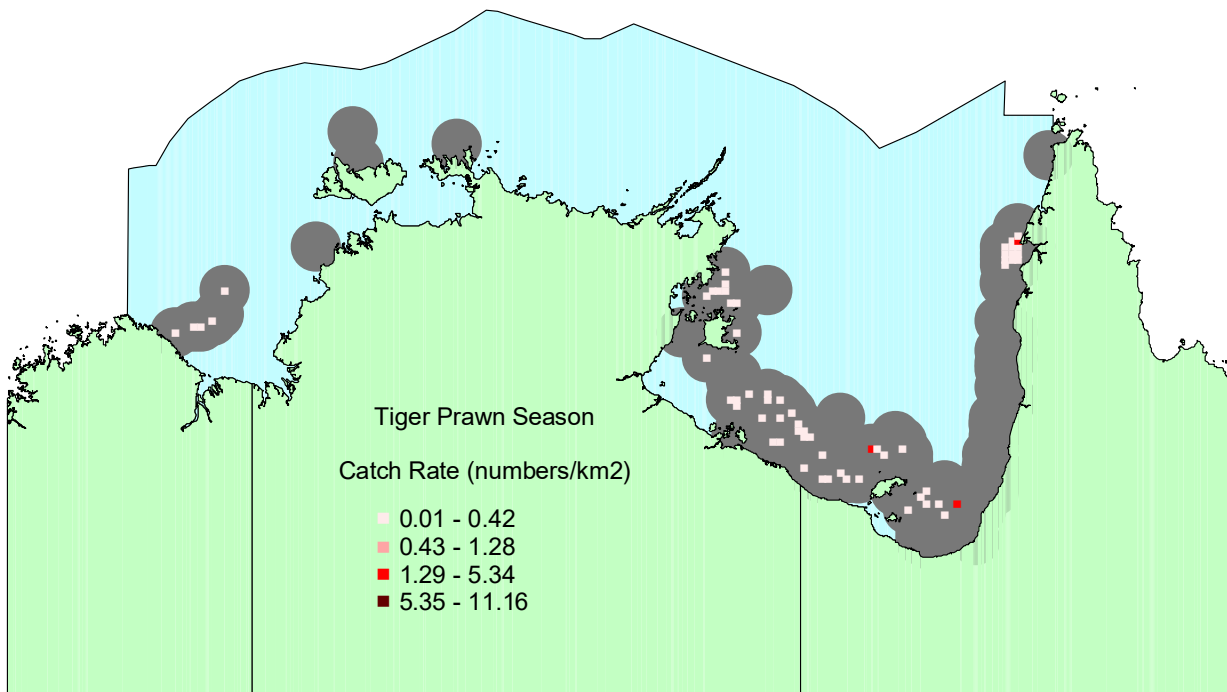 Tiger Prawn Season
Catch Rate (numbers/km2)
0.01 - 0.42
0.43 - 1.28
1.29 - 5.34
5.35 - 11.16